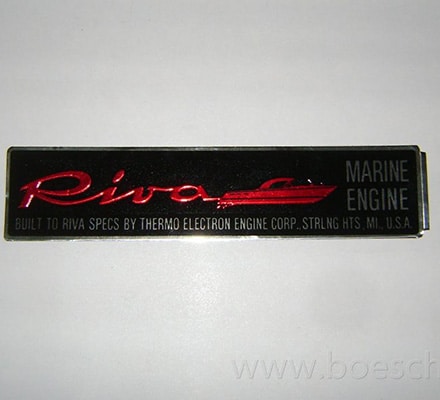 Riva
MARINE
ENGINE
BUILT TO RIVA SPECS BY THERMO ELECTRON ENGINE CORP., STRLNG HTS, MI., U.S.A.
www.boesch